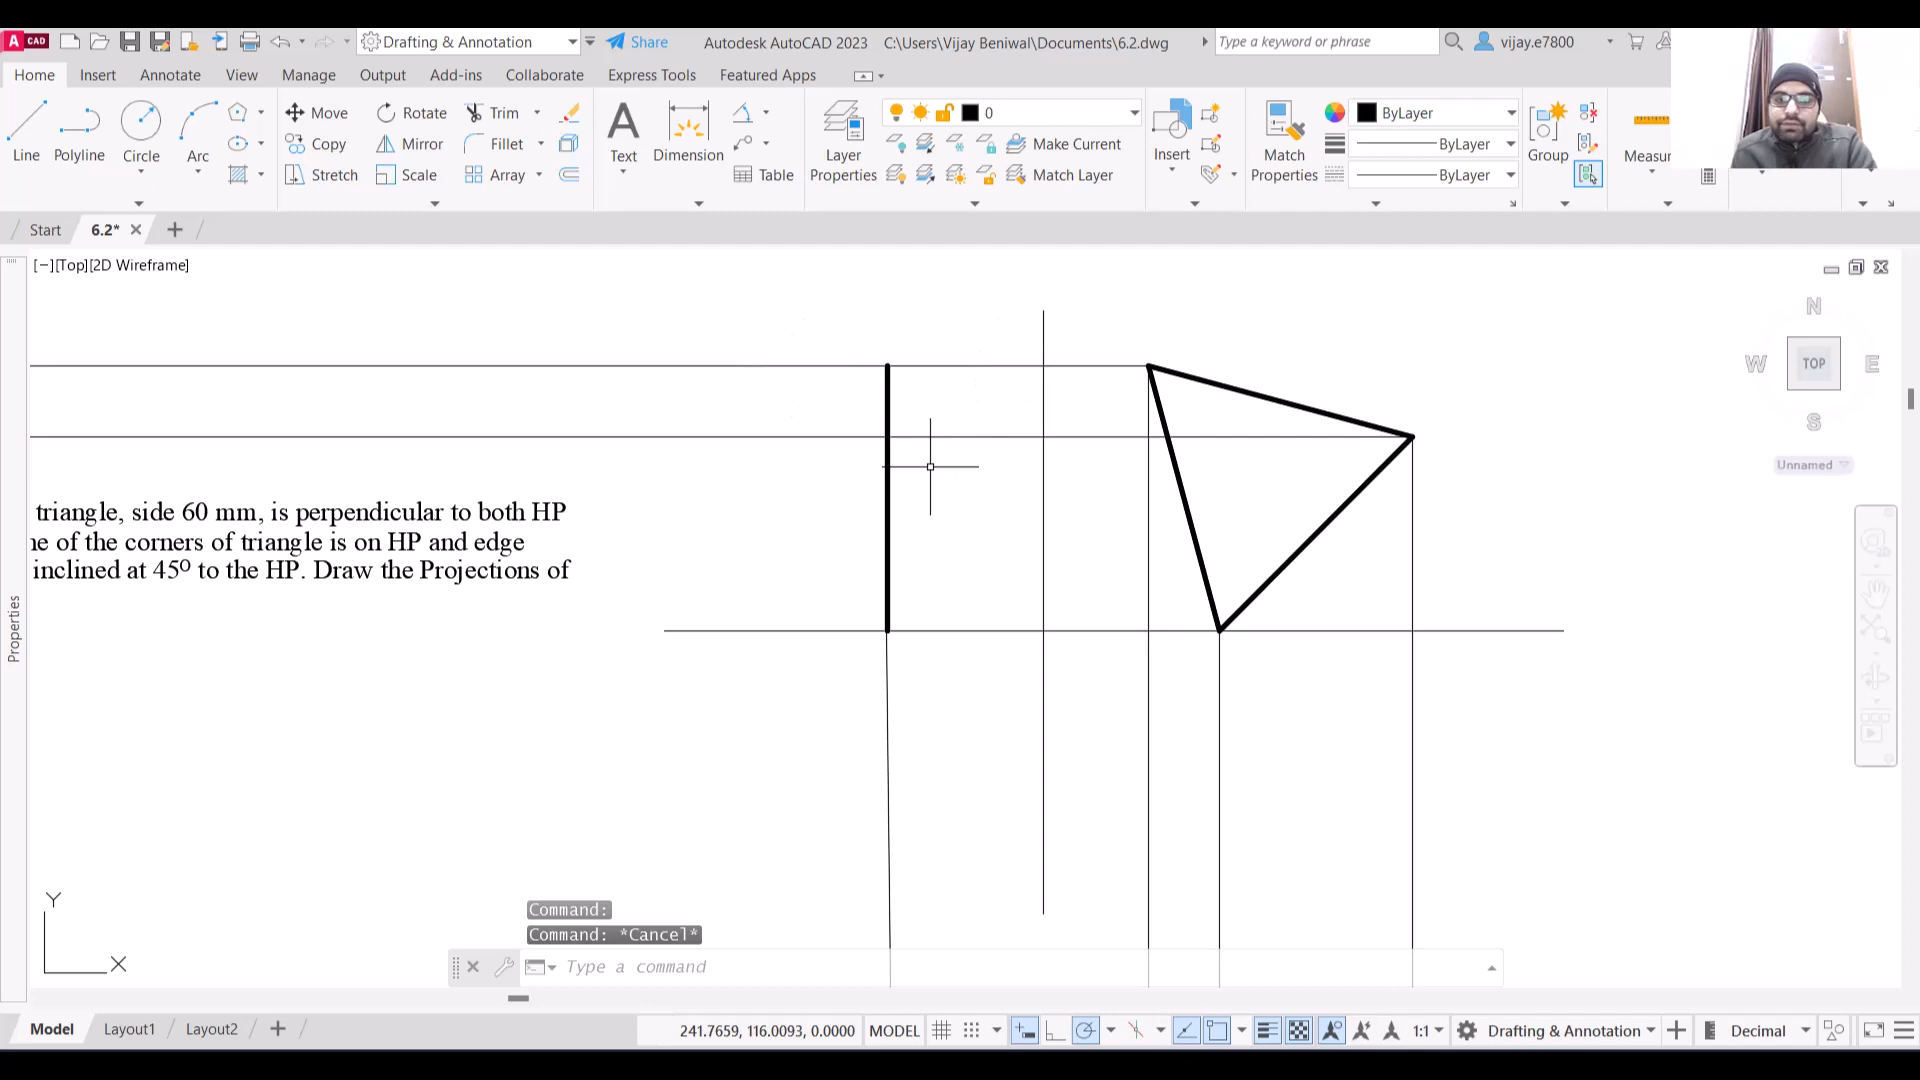 A CAD
Drafting & Annotation
Share
Autodesk AutoCAD 2023 C:\Users\Vijay Beniwal\Documents\6.2.dwg
Type a keyword or phrase
vijay.e7800
Home Insert Annotate View Manage Output Add-ins Collaborate Express Tools Featured Apps
Line
Polyline
Circle
Arc
Move
Rotate
Trim
Copy
Mirror
Fillet
Stretch
Scale
Array
Text
Dimension
Table
Layer
Properties
0
Make Current
Match Layer
Insert
Match
Properties
ByLayer
ByLayer
ByLayer
Group
Measur
Start 6.2*
[−][Top][2D Wireframe]
N
W TOP E
S
Unnamed
triangle, side 60 mm, is perpendicular to both HP
ne of the corners of triangle is on HP and edge
inclined at 45º to the HP. Draw the Projections of
Properties
Y
X
Command:
Command: *Cancel*
Type a command
Model Layout1 Layout2
241.7659, 116.0093, 0.0000 MODEL 1:1 Drafting & Annotation Decimal